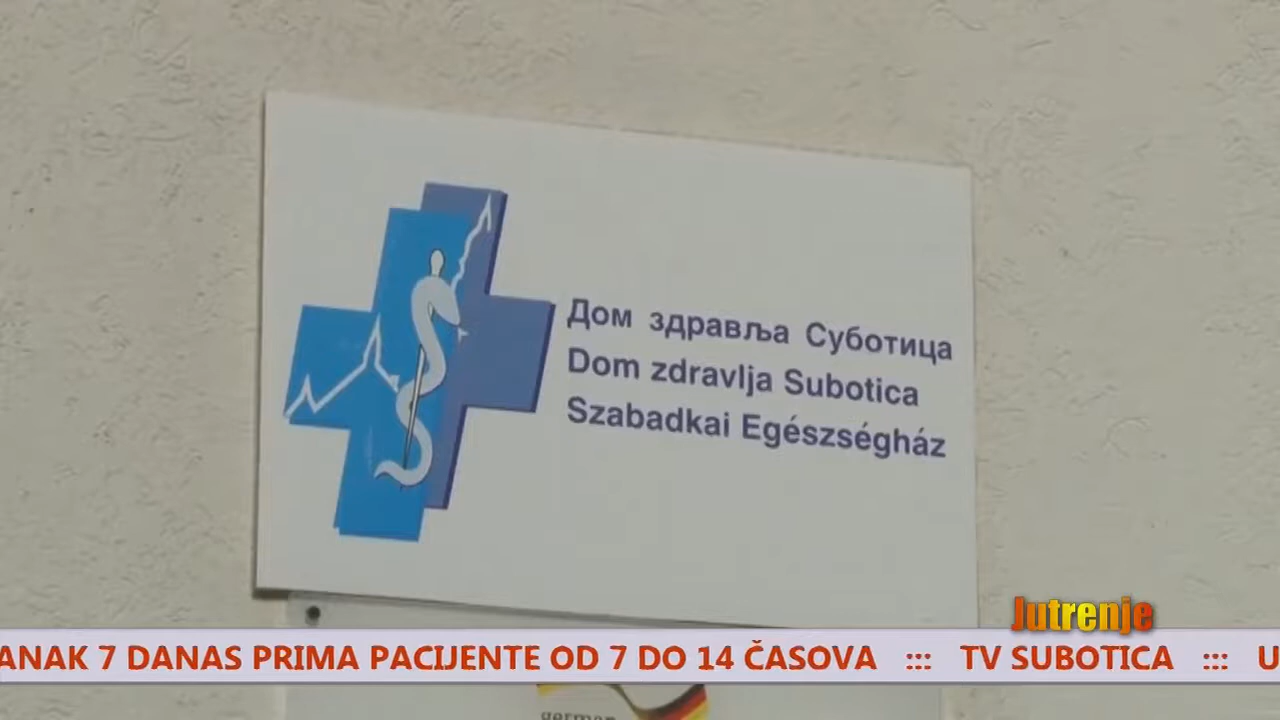 Дом здравља Суботица
Dom zdravlja Subotica
Szabadkai Egészségház
Jutrenje
ANAK 7 DANAS PRIMA PACIJENTE OD 7 DO 14 ČASOVA ::: TV SUBOTICA ::: U
german